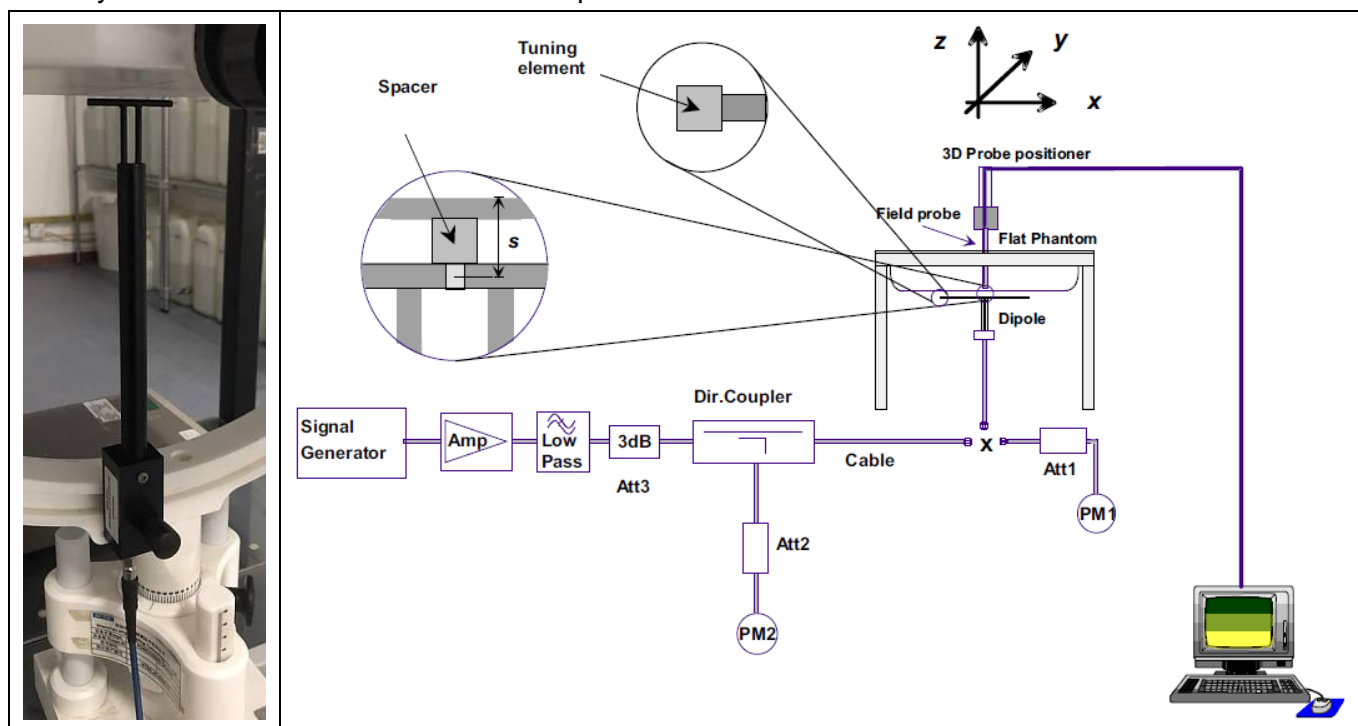 Tuning
element
Spacer
s
z
y
x
3D Probe positioner
Field probe
Flat Phantom
Dipole
Dir.Coupler
Signal
Generator
Amp
Low
Pass
3dB
Att3
Cable
X
Att1
PM1
Att2
PM2